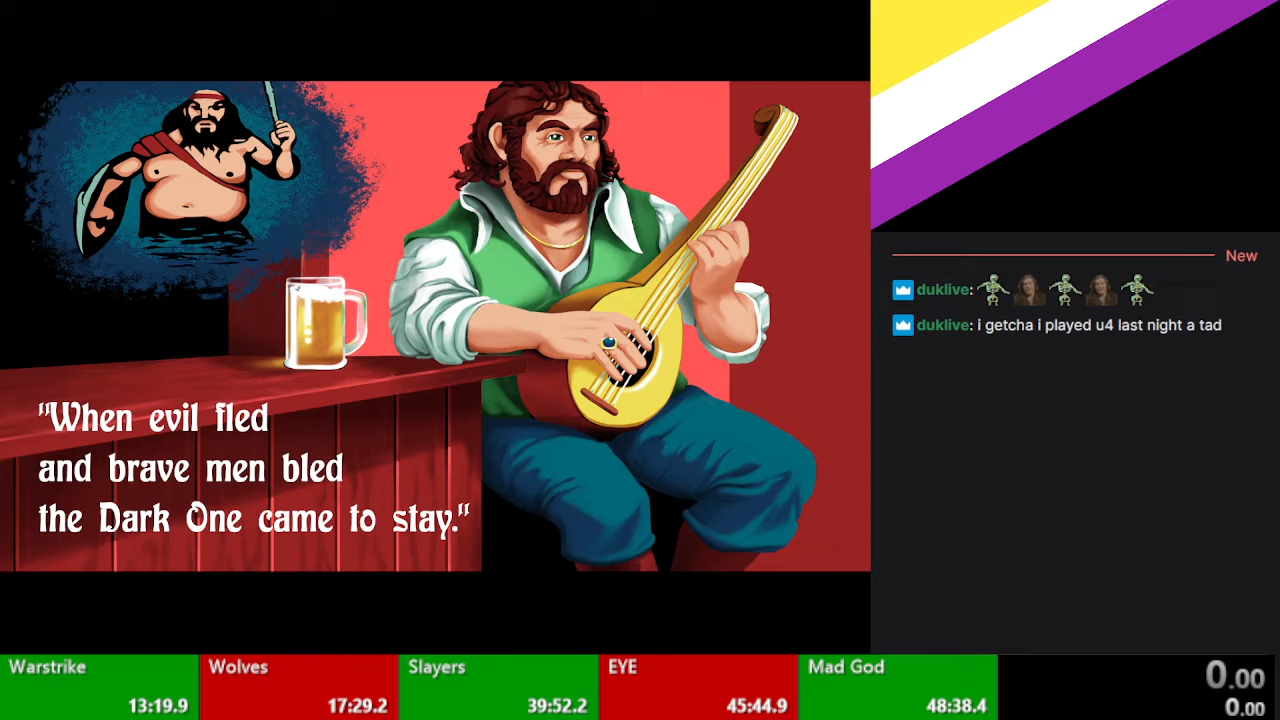 "When evil fled
and brave men bled
the Dark One came to stay."
New
duklive:
duklive: i getcha i played u4 last night a tad
Warstrike
13:19.9
Wolves
17:29.2
Slayers
39:52.2
EYE
45:44.9
Mad God
48:38.4
0.00
0.00